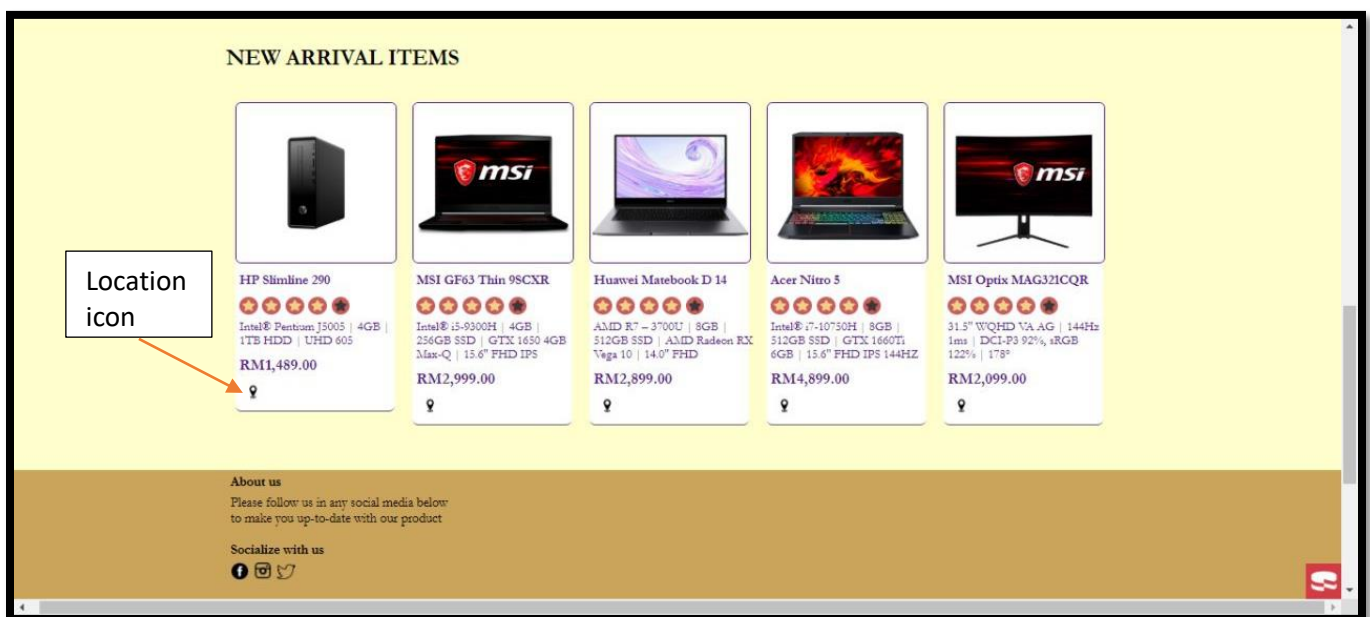 NEW ARRIVAL ITEMS
msi
msi
Location
icon
HP Slimline 290
Intel® Pentium J5005 | 4GB |
1TB HDD | UHD 605
RM1,489.00
MSI GF63 Thin 9SCXR
Intel® i5-9300H | 4GB |
256GB SSD | GTX 1650 4GB
Max-Q | 15.6" FHD IPS
RM2,999.00
Huawei Matebook D 14
AMD R7 – 3700U | 8GB |
512GB SSD | AMD Radeon RX
Vega 10 | 14.0" FHD
RM2,899.00
Acer Nitro 5
Intel® i7-10750H | 8GB |
512GB SSD | GTX 1660Ti
6GB | 15.6" FHD IPS 144HZ
RM4,899.00
MSI Optix MAG321CQR
31.5" WQHD VA AG | 144Hz
1ms | DCI-P3 92%, sRGB
122% | 178°
RM2,099.00
About us
Please follow us in any social media below
to make you up-to-date with our product
Socialize with us